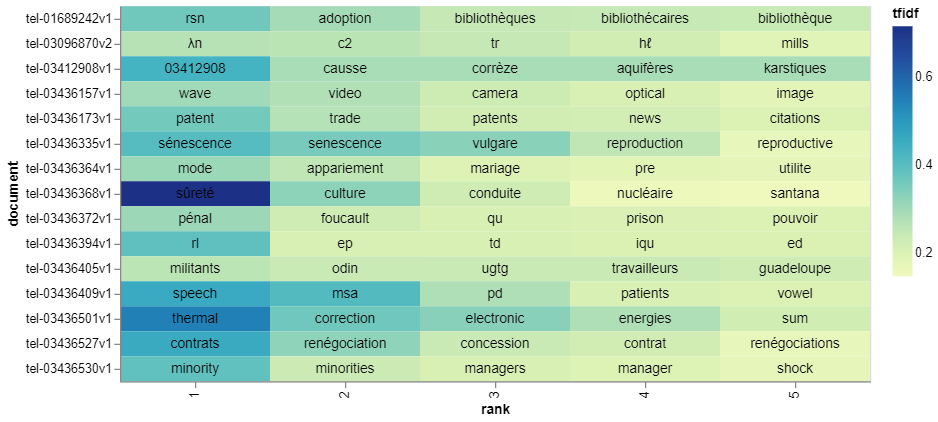 tfidf
tel-01689242v1 rsn adoption bibliothèques bibliothécaires bibliothèque
tel-03096870v2 λn c2 tr hℓ mills
tel-03412908v1 03412908 causse corrèze aquifères karstiques
tel-03436157v1 wave video camera optical image
0.6
tel-03436173v1 patent trade patents news citations
tel-03436335v1 sénescence senescence vulgare reproduction reproductive
0.4
tel-03436364v1 mode appariement mariage pre utilite
document
tel-03436368v1 sûreté culture conduite nucléaire santana
tel-03436372v1 pénal foucault qu prison pouvoir
tel-03436394v1 rl ep td iqu ed
0.2
tel-03436405v1 militants odin ugtg travailleurs guadeloupe
tel-03436409v1 speech msa pd patients vowel
tel-03436501v1 thermal correction electronic energies sum
tel-03436527v1 contrats renégociation concession contrat renégociations
tel-03436530v1 minority minorities managers manager shock
1 2 3 4 5
rank